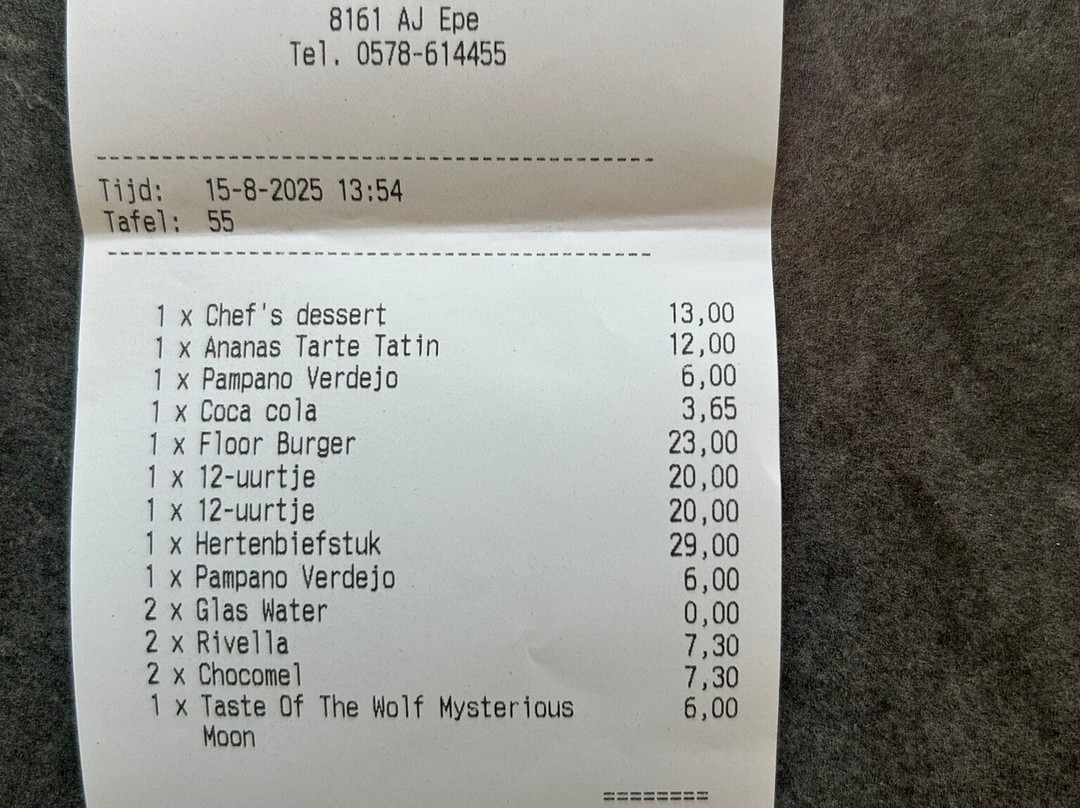 8161 AJ Epe
Tel. 0578-614455
--------------------------------------------
Tijd: 15-8-2025 13:54
Tafel: 55
--------------------------------------------
1 x Chef's dessert 13,00
1 x Ananas Tarte Tatin 12,00
1 x Pampano Verdejo 6,00
1 x Coca cola 3,65
1 x Floor Burger 23,00
1 x 12-uurtje 20,00
1 x 12-uurtje 20,00
1 x Hertenbiefstuk 29,00
1 x Pampano Verdejo 6,00
2 x Glas Water 0,00
2 x Rivella 7,30
2 x Chocomel 7,30
1 x Taste Of The Wolf Mysterious 6,00
Moon
========